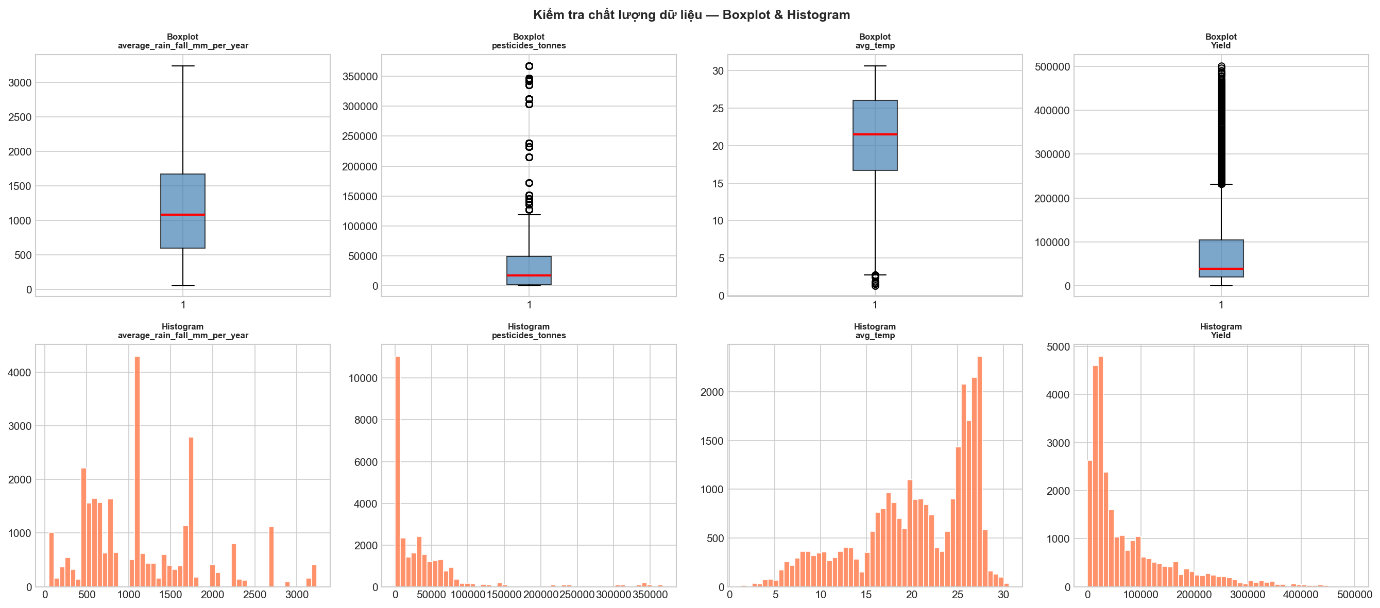 Kiểm tra chất lượng dữ liệu — Boxplot & Histogram
Boxplot
average_rain_fall_mm_per_year
3000
2500
2000
1500
1000
500
0
1
Boxplot
pesticides_tonnes
350000
300000
250000
200000
150000
100000
50000
0
1
Boxplot
avg_temp
30
25
20
15
10
5
0
1
Boxplot
Yield
500000
400000
300000
200000
100000
0
1
Histogram
average_rain_fall_mm_per_year
4000
3000
2000
1000
0
0 500 1000 1500 2000 2500 3000
Histogram
pesticides_tonnes
10000
8000
6000
4000
2000
0
0 50000 100000 150000 200000 250000 300000 350000
Histogram
avg_temp
2000
1500
1000
500
0
0 5 10 15 20 25 30
Histogram
Yield
5000
4000
3000
2000
1000
0
0 100000 200000 300000 400000 500000